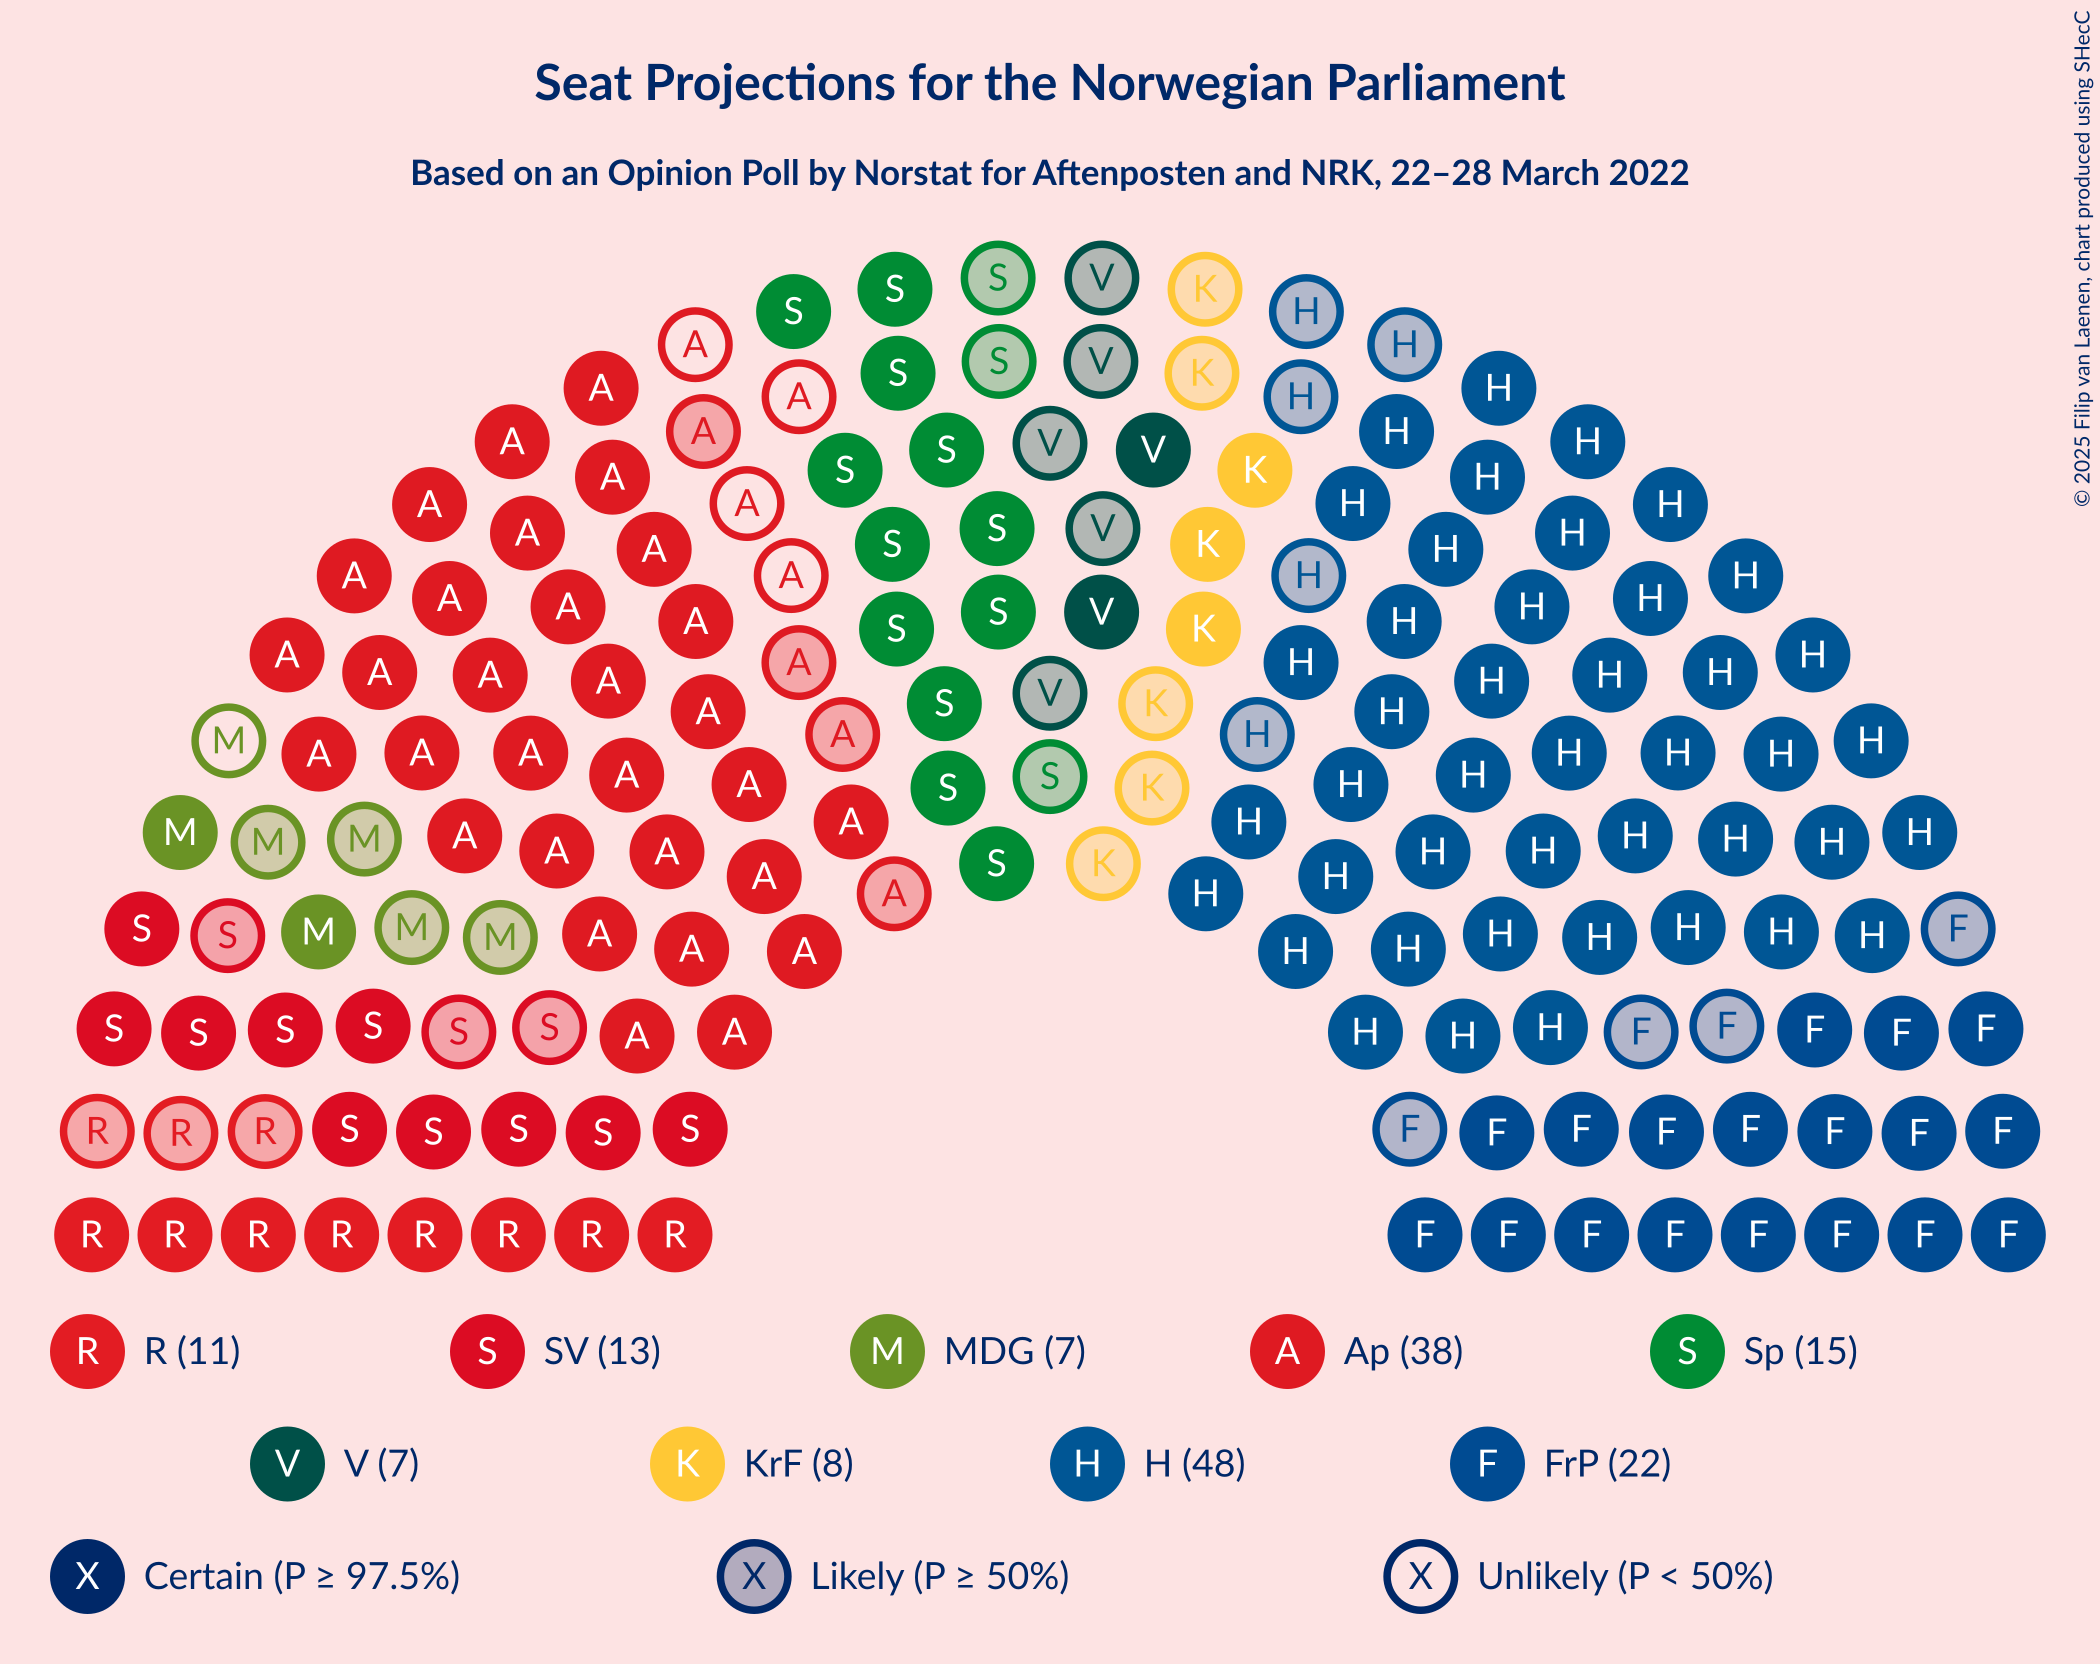 Seat Projections for the Norwegian Parliament
Based on an Opinion Poll by Norstat for Aftenposten and NRK, 22–28 March 2022
© 2025 Filip van Laenen, chart produced using SHecC
S S S V K H H
A S S V K H H
A A S S V V K H H H
A A A S S V K H H H
A A A A S S V K H H H H
A A A A A S V K H H H H H
M A A A A A S S K H H H H H H
M M M A A A A A S K H H H H H H H
S S M M M A A A A H H H H H H H F
S S S S S S A A H H H F F F F F
R R R S S S S S F F F F F F F F
R R R R R R R R F F F F F F F F
R R (11) S SV (13) M MDG (7) A Ap (38) S Sp (15)
V V (7) K KrF (8) H H (48) F FrP (22)
X Certain (P ≥ 97.5%) X Likely (P ≥ 50%) X Unlikely (P < 50%)